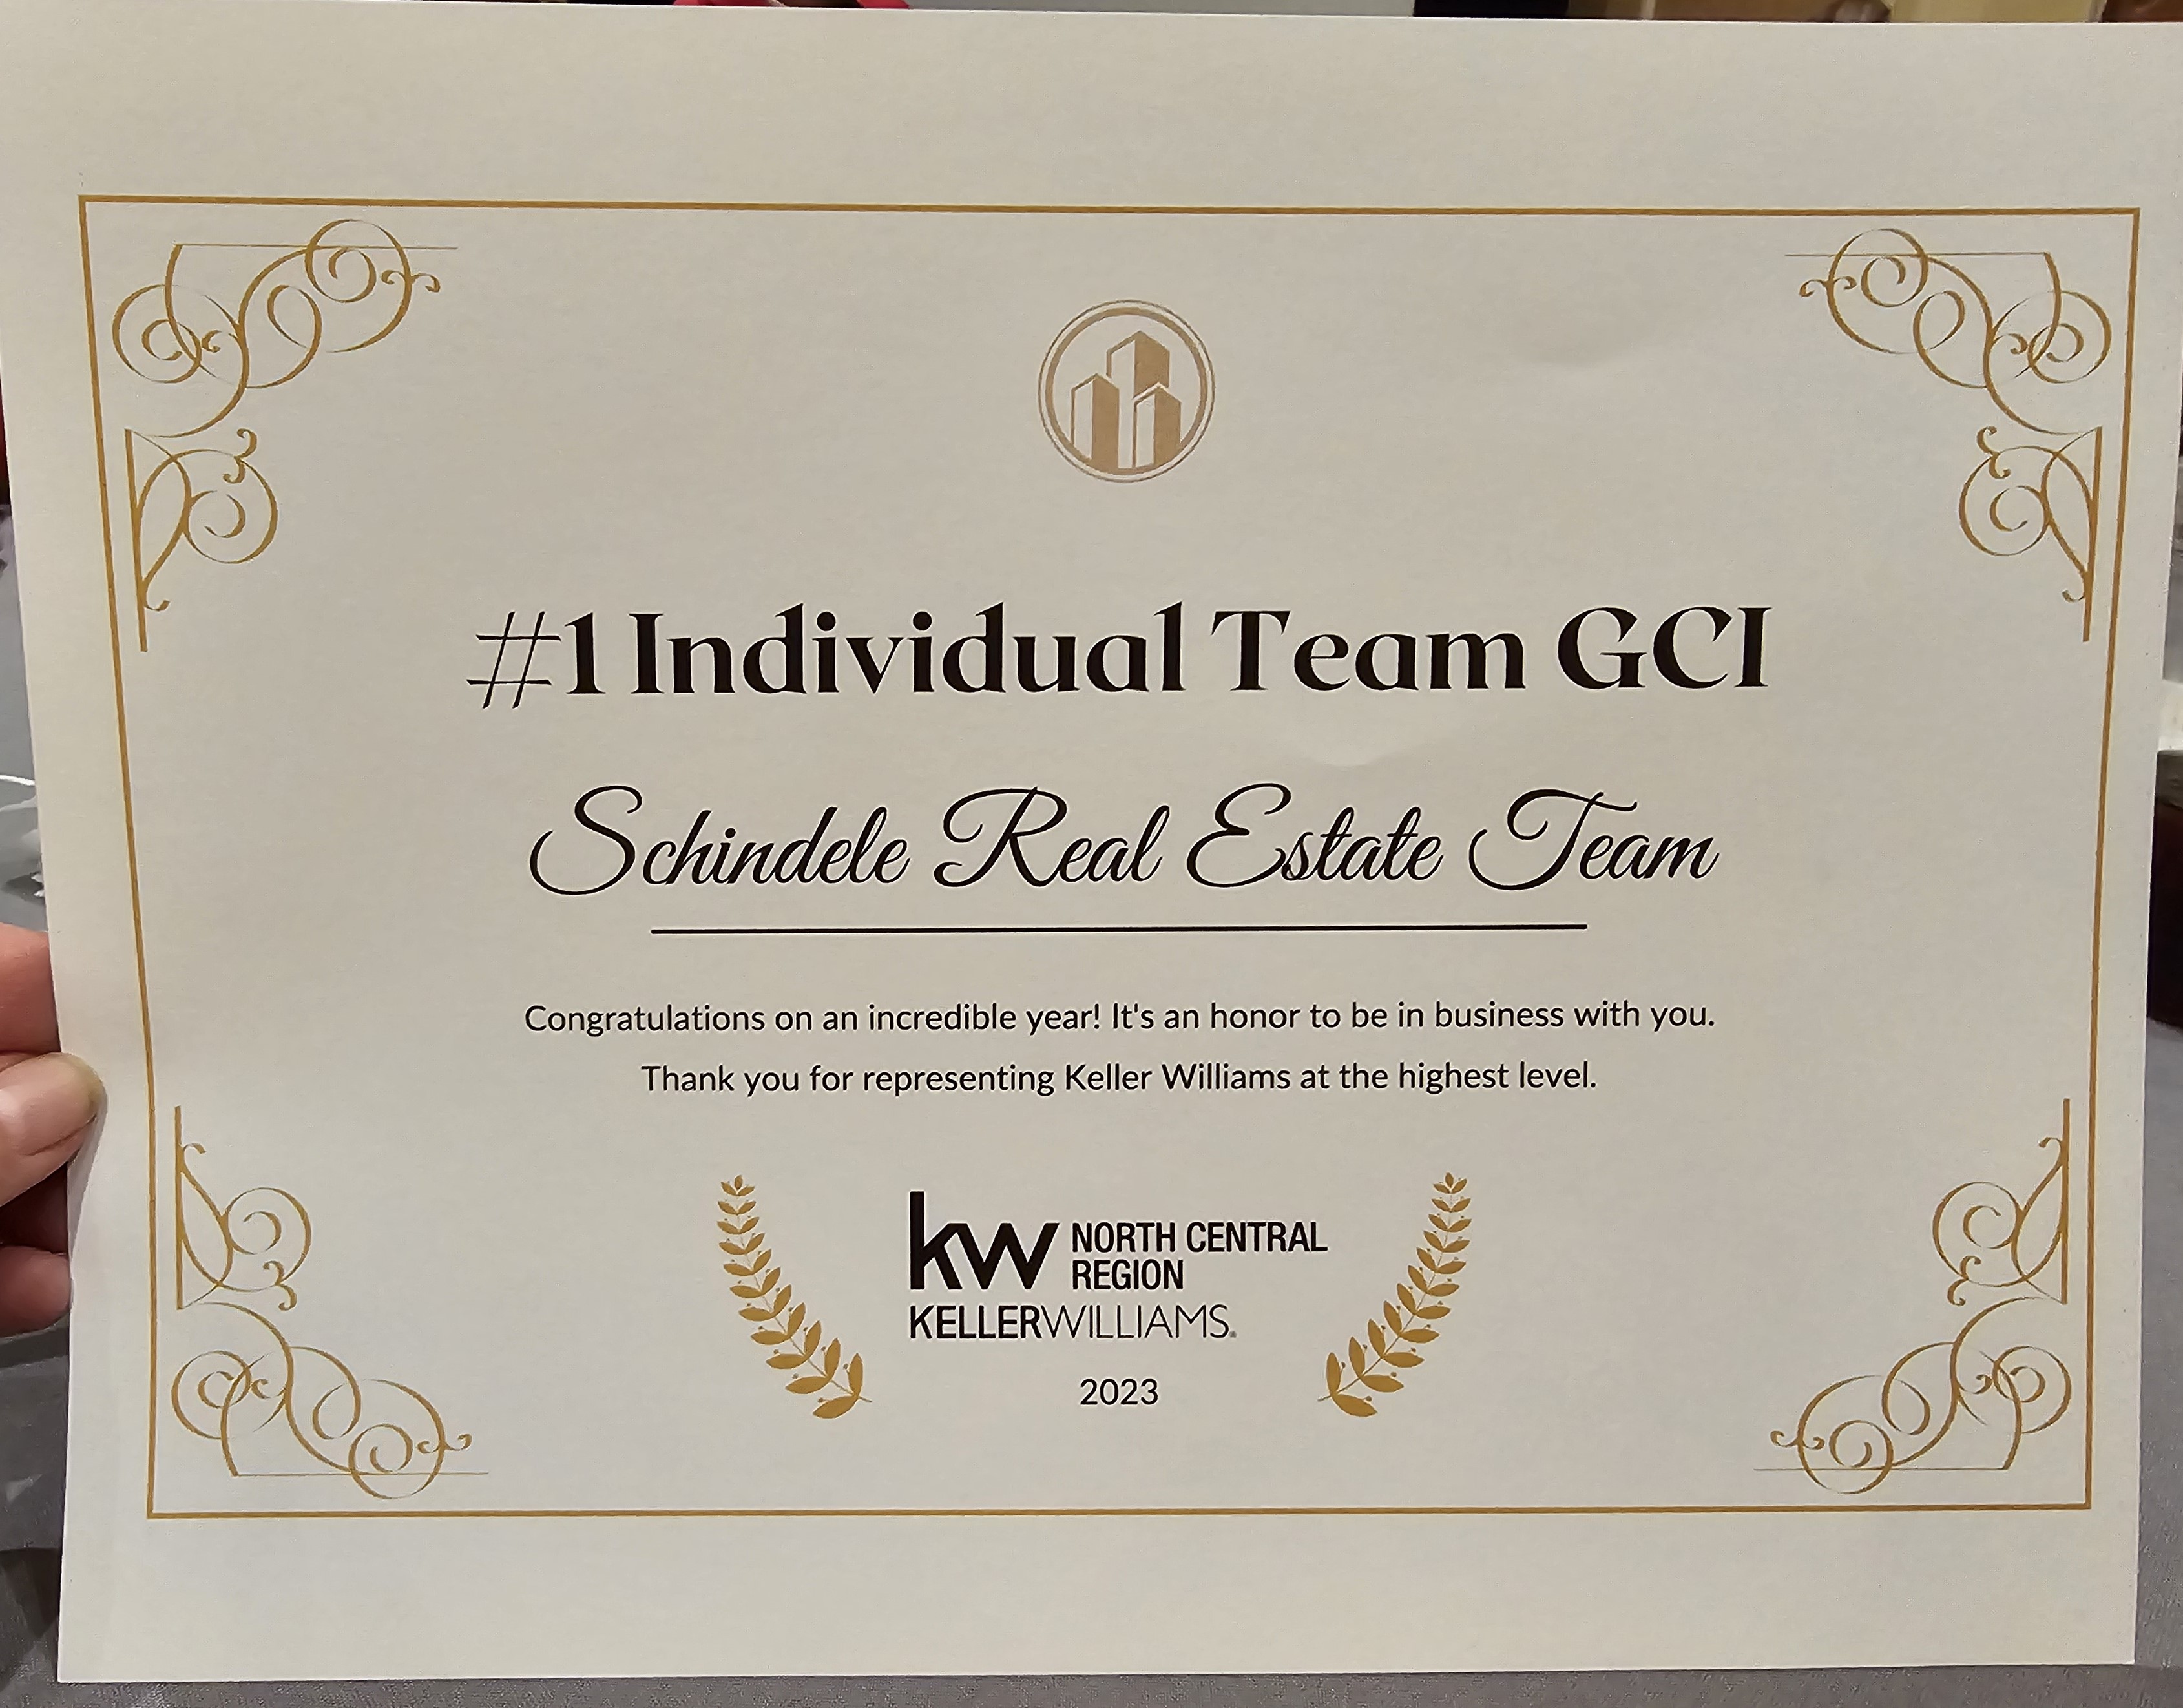 #1 Individual Team GCI
Schindele Real Estate Team
Congratulations on an incredible year! It's an honor to be in business with you.
Thank you for representing Keller Williams at the highest level.
kw NORTH CENTRAL
REGION
KELLERWILLIAMS®
2023